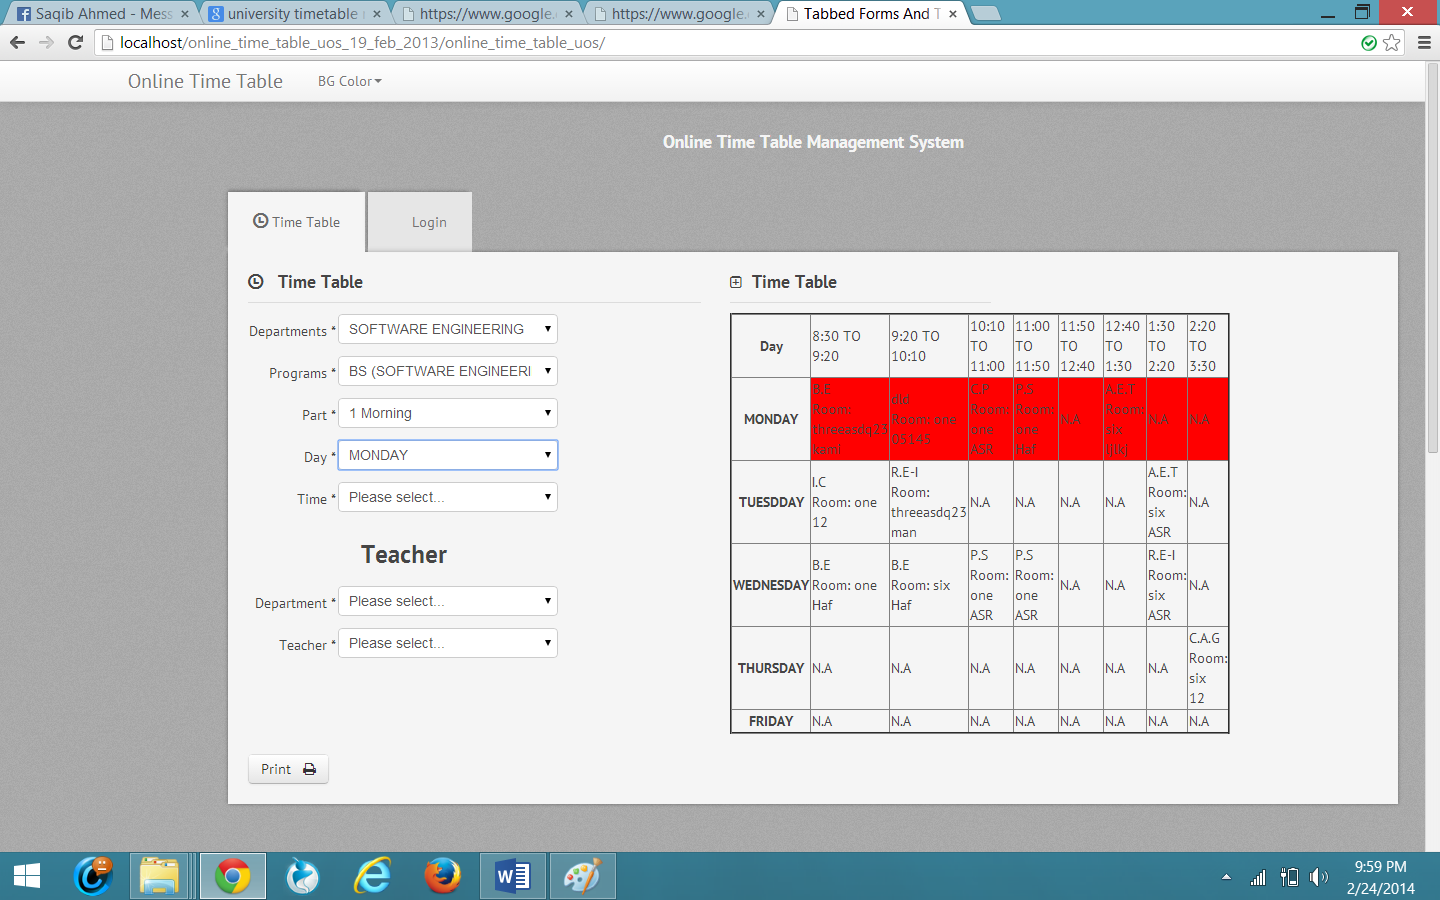 Saqib Ahmed - Mess
university timetable
https://www.google.
https://www.google.
Tabbed Forms And T
localhost/online_time_table_uos_19_feb_2013/online_time_table_uos/
Online Time Table
BG Color
Online Time Table Management System
Time Table
Login
Time Table
Departments *
SOFTWARE ENGINEERING
Programs *
BS (SOFTWARE ENGINEERI
Part *
1 Morning
Day *
MONDAY
Time *
Please select...
Teacher
Department *
Please select...
Teacher *
Please select...
Print
Time Table
Day
8:30 TO
9:20
9:20 TO
10:10
10:10
TO
11:00
11:00
TO
11:50
11:50
TO
12:40
12:40
TO
1:30
1:30
TO
2:20
2:20
TO
3:30
MONDAY
B.E
Room:
threeasdq23
kami
dld
Room: one
05145
C.P
Room:
one
ASR
P.S
Room:
one
Haf
N.A
A.E.T
Room:
six
N.A
N.A
TUESDDAY
I.C
Room: one
12
R.E-I
Room:
threeasdq23
man
N.A
N.A
N.A
N.A
A.E.T
Room:
six
ASR
N.A
WEDNESDAY
B.E
Room: one
Haf
B.E
Room: six
Haf
P.S
Room:
one
ASR
P.S
Room:
one
ASR
N.A
N.A
R.E-I
Room:
six
ASR
N.A
THURSDAY
N.A
N.A
N.A
N.A
N.A
N.A
N.A
C.A.G
Room:
six
12
FRIDAY
N.A
N.A
N.A
N.A
N.A
N.A
N.A
N.A
9:59 PM
2/24/2014